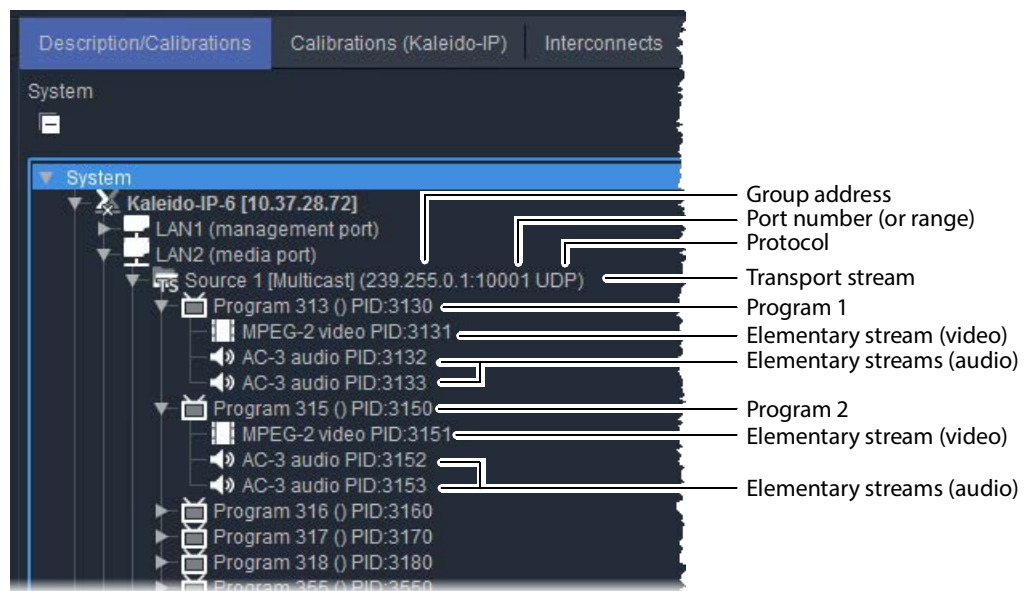 Description/Calibrations Calibrations (Kaleido-IP) Interconnects
System
System
Kaleido-IP-6 [10.37.28.72]
LAN1 (management port)
LAN2 (media port)
TS Source 1 [Multicast] (239.255.0.1:10001 UDP)
Program 313 () PID:3130
MPEG-2 video PID:3131
AC-3 audio PID:3132
AC-3 audio PID:3133
Program 315 () PID:3150
MPEG-2 video PID:3151
AC-3 audio PID:3152
AC-3 audio PID:3153
Program 316 () PID:3160
Program 317 () PID:3170
Program 318 () PID:3180
Program 355 () PID:3550
Group address
Port number (or range)
Protocol
Transport stream
Program 1
Elementary stream (video)
Elementary streams (audio)
Program 2
Elementary stream (video)
Elementary streams (audio)